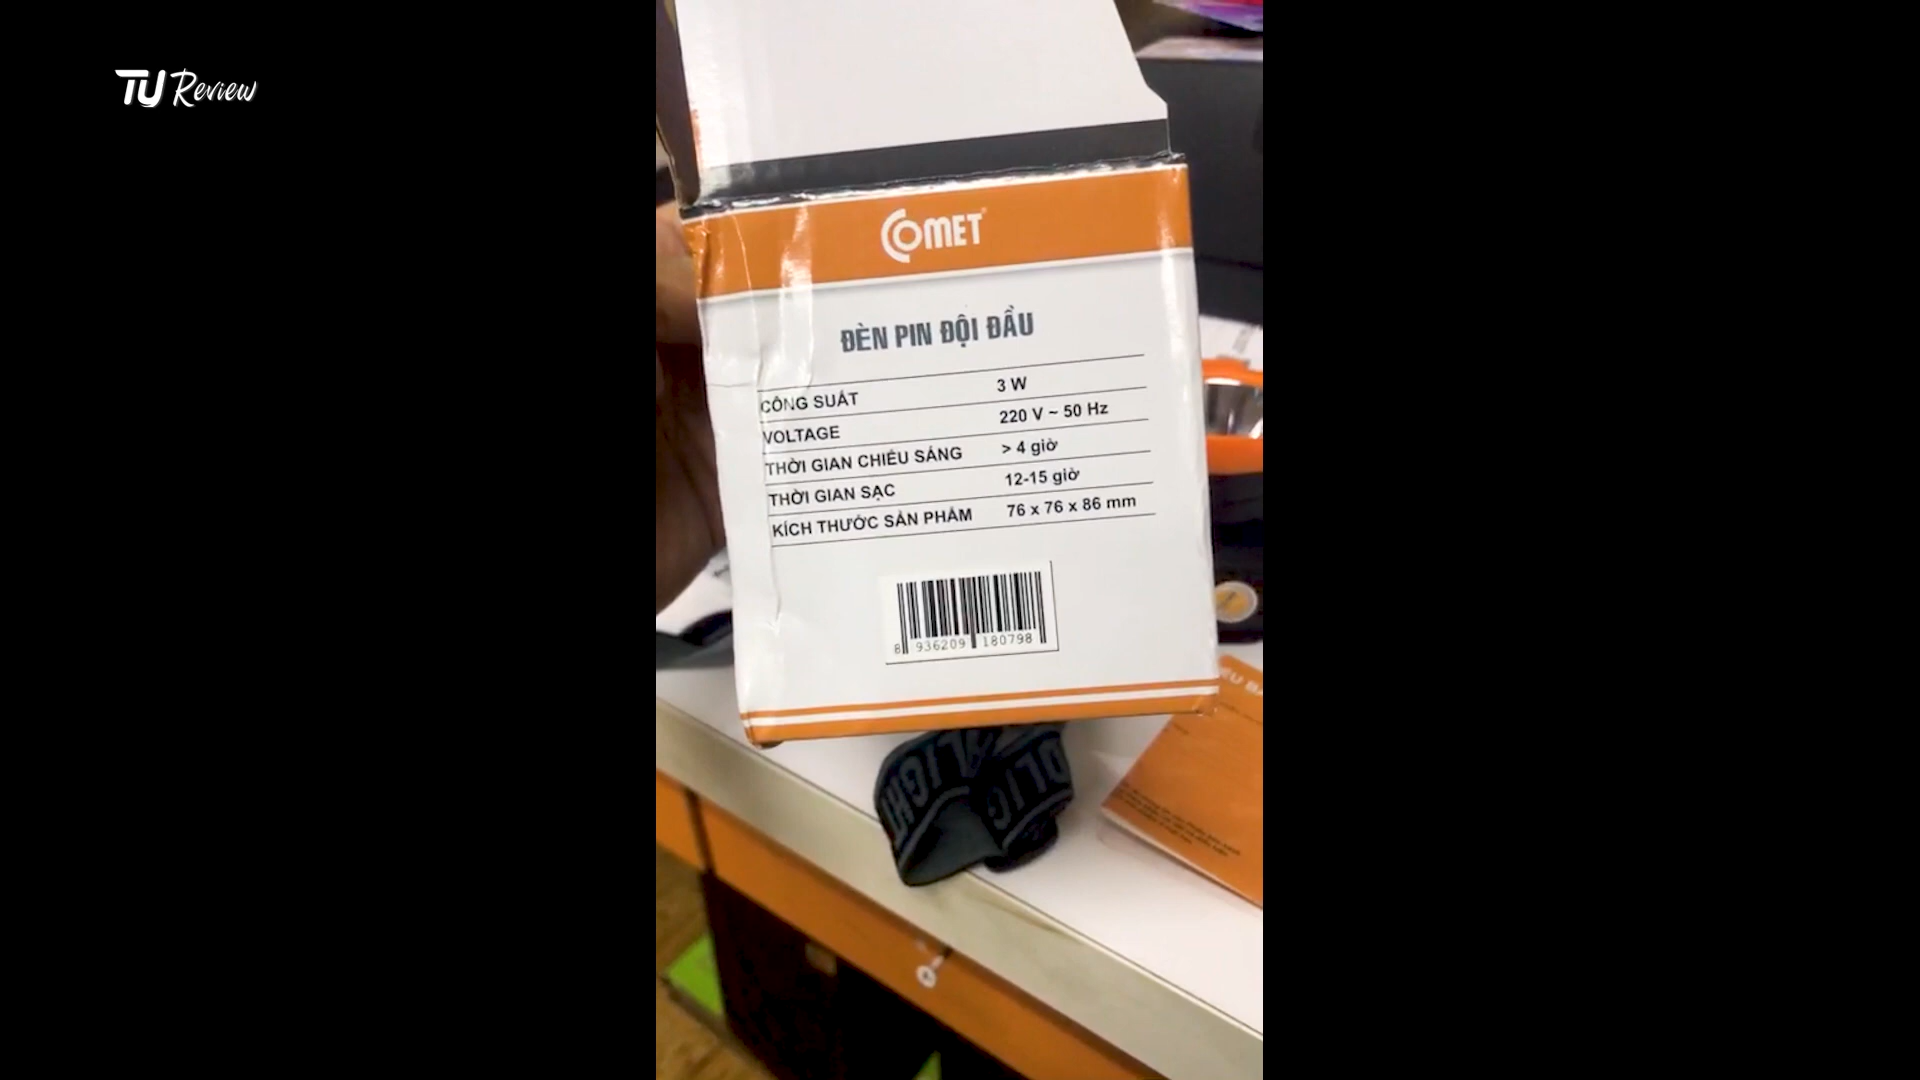 TU Review
COMET
ĐÈN PIN ĐỘI ĐẦU
CÔNG SUẤT 3 W
VOLTAGE 220 V ~ 50 Hz
THỜI GIAN CHIẾU SÁNG > 4 giờ
THỜI GIAN SẠC 12-15 giờ
KÍCH THƯỚC SẢN PHẨM 76 x 76 x 86 mm
8 936209 180798